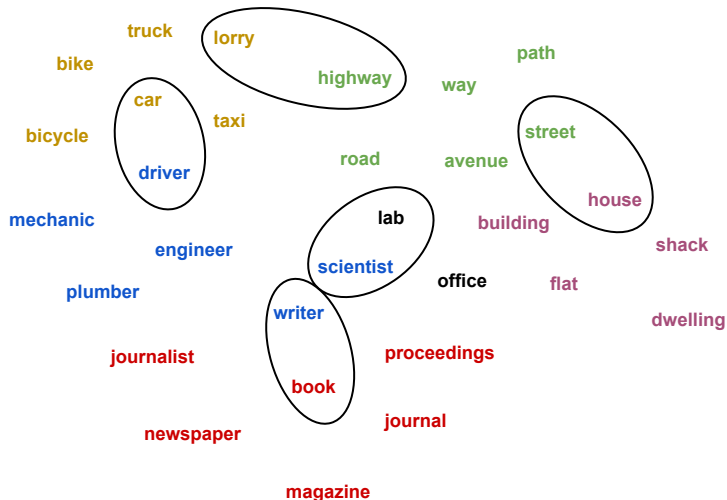 truck
lorry
path
bike
highway
way
car
taxi
street
bicycle
road
avenue
driver
house
mechanic
lab
building
engineer
shack
scientist
office
flat
plumber
writer
dwelling
journalist
proceedings
book
newspaper
journal
magazine